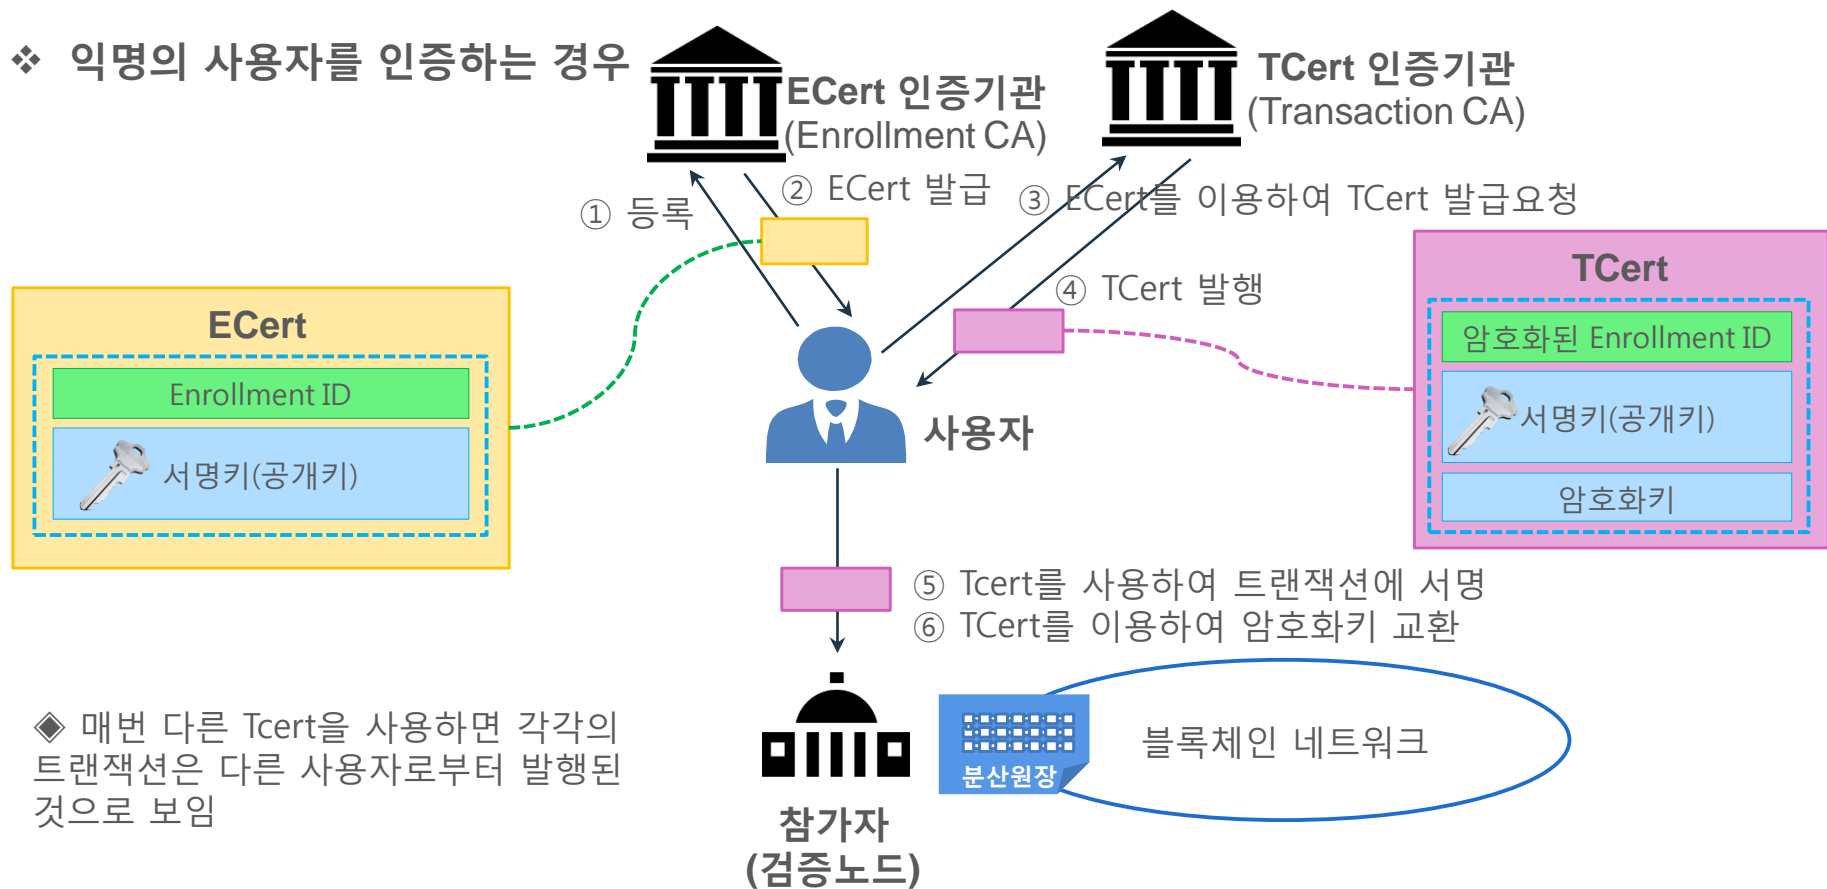 ❖ 익명의 사용자를 인증하는 경우
ECert 인증기관
(Enrollment CA)
TCert 인증기관
(Transaction CA)
① 등록
② ECert 발급
③ ECert를 이용하여 TCert 발급요청
④ TCert 발행
ECert
Enrollment ID
서명키(공개키)
사용자
TCert
암호화된 Enrollment ID
서명키(공개키)
암호화키
⑤ Tcert를 사용하여 트랜잭션에 서명
⑥ TCert를 이용하여 암호화키 교환
◈ 매번 다른 Tcert을 사용하면 각각의
트랜잭션은 다른 사용자로부터 발행된
것으로 보임
참가자
(검증노드)
분산원장
블록체인 네트워크